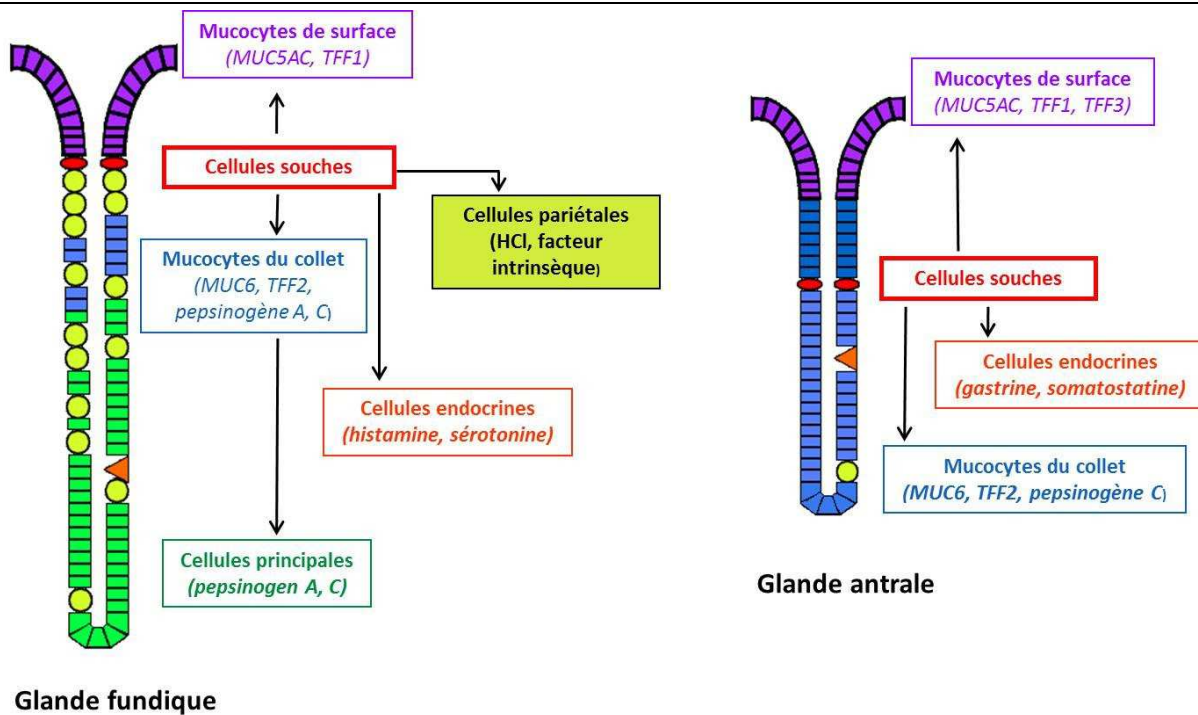 Mucocytes de surface
(MUC5AC, TFF1)
Cellules souches
Cellules pariétales
(HCl, facteur
intrinsèque)
Mucocytes du collet
(MUC6, TFF2,
pepsinogène A, C)
Cellules endocrines
(histamine, sérotonine)
Cellules principales
(pepsinogen A, C)
Glande fundique
Mucocytes de surface
(MUC5AC, TFF1, TFF3)
Cellules souches
Cellules endocrines
(gastrine, somatostatine)
Mucocytes du collet
(MUC6, TFF2, pepsinogène C)
Glande antrale